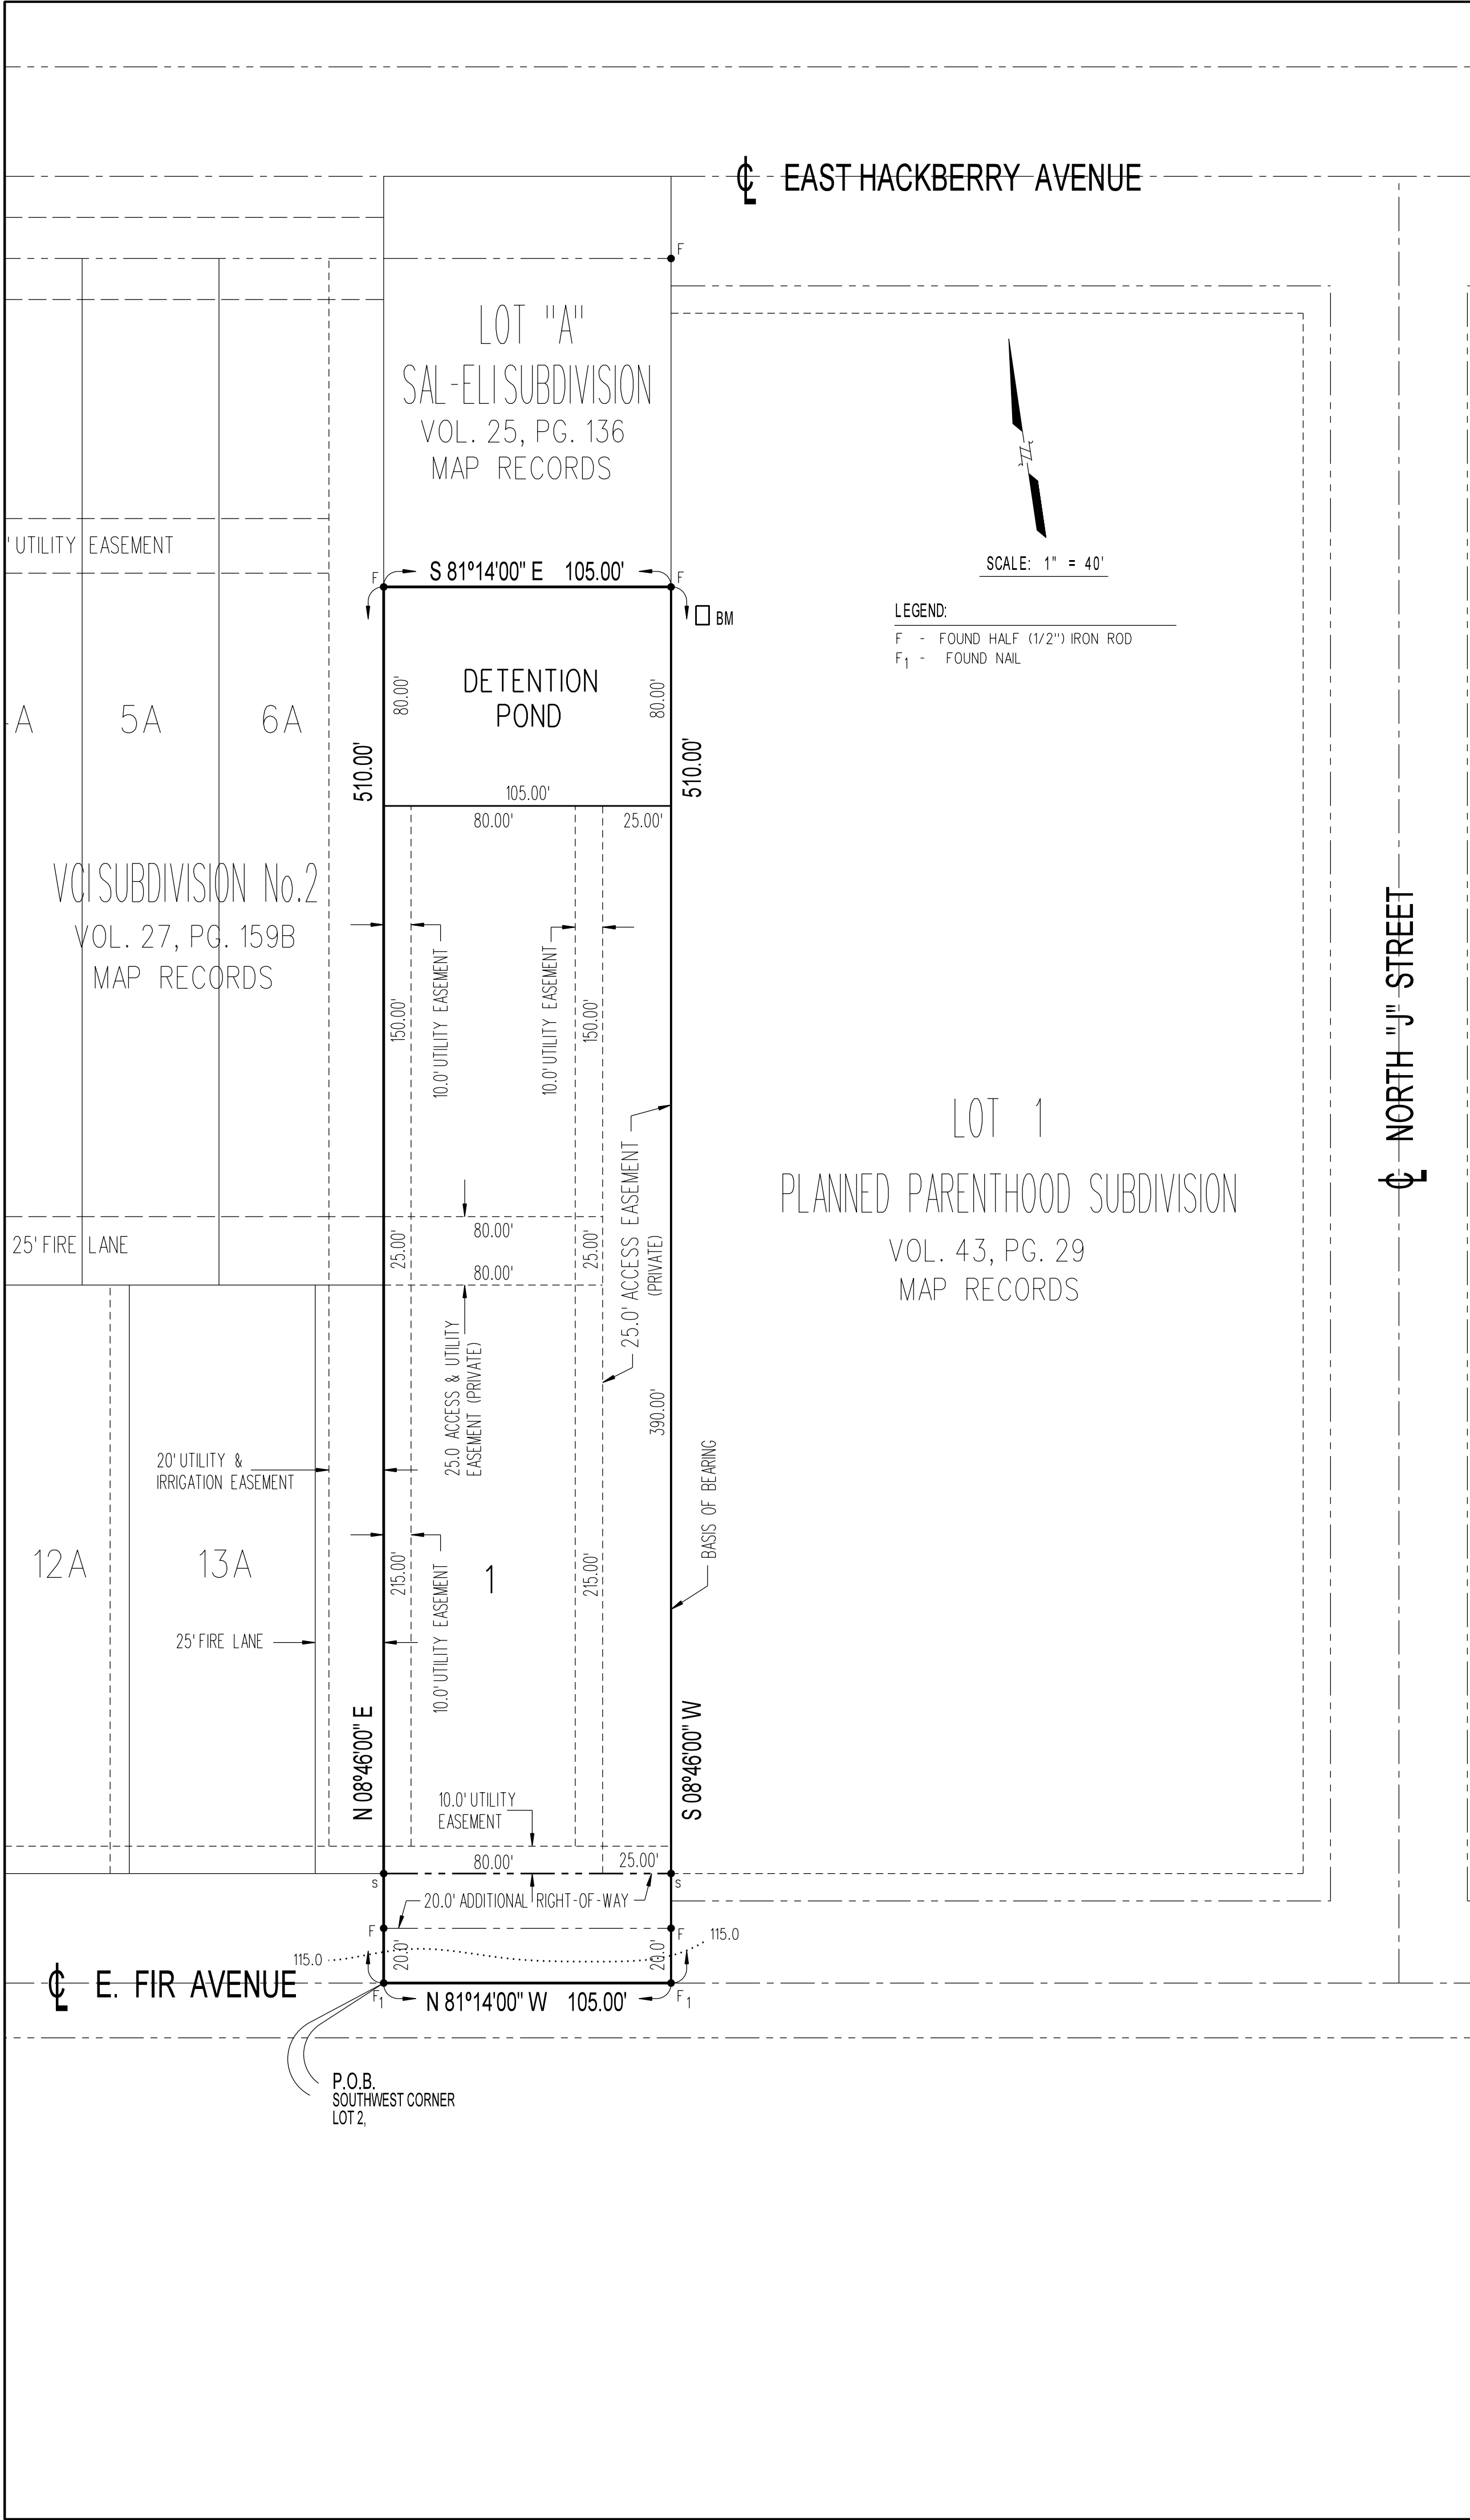 ℄ EAST HACKBERRY AVENUE
F
LOT "A"
SAL-ELI SUBDIVISION
VOL. 25, PG. 136
MAP RECORDS
' UTILITY EASEMENT
SCALE: 1" = 40'
F
S 81°14'00" E 105.00'
F
BM
LEGEND:
F - FOUND HALF (1/2") IRON ROD
F1 - FOUND NAIL
DETENTION
POND
80.00'
80.00'
A
5A
6A
510.00'
510.00'
105.00'
80.00'
25.00'
VCI SUBDIVISION No.2
VOL. 27, PG. 159B
MAP RECORDS
10.0' UTILITY EASEMENT
10.0' UTILITY EASEMENT
150.00'
150.00'
℄ NORTH "J" STREET
LOT 1
PLANNED PARENTHOOD SUBDIVISION
VOL. 43, PG. 29
MAP RECORDS
25.0' ACCESS EASEMENT
(PRIVATE)
25' FIRE LANE
25.00'
80.00'
25.00'
80.00'
25.0 ACCESS & UTILITY
EASEMENT (PRIVATE)
390.00'
20' UTILITY &
IRRIGATION EASEMENT
BASIS OF BEARING
12A
13A
215.00'
1
215.00'
10.0' UTILITY EASEMENT
25' FIRE LANE
N 08°46'00" E
S 08°46'00" W
10.0' UTILITY
EASEMENT
80.00'
25.00'
S
S
20.0' ADDITIONAL RIGHT-OF-WAY
F
F
115.0
20.0'
20.0'
115.0
℄ E. FIR AVENUE
F1
N 81°14'00" W 105.00'
F1
P.O.B.
SOUTHWEST CORNER
LOT 2,